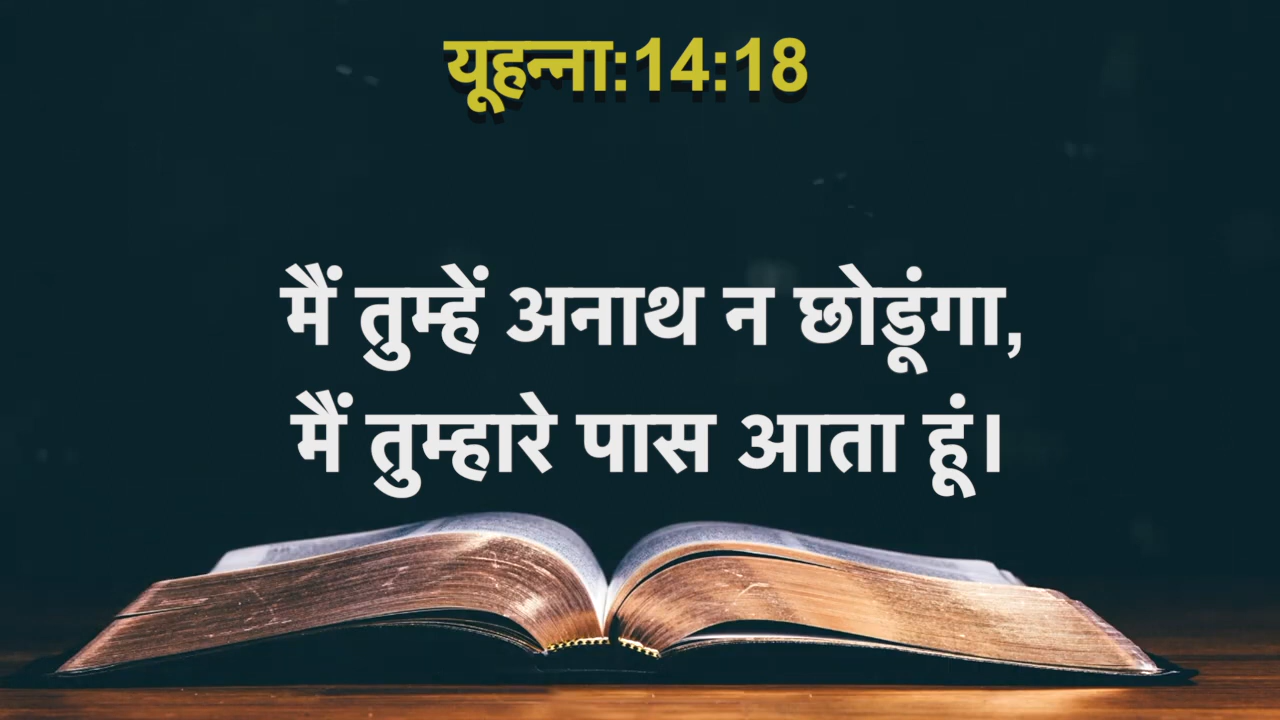 यूहन्ना:14:18
मैं तुम्हें अनाथ न छोडूंगा,
मैं तुम्हारे पास आता हूं।